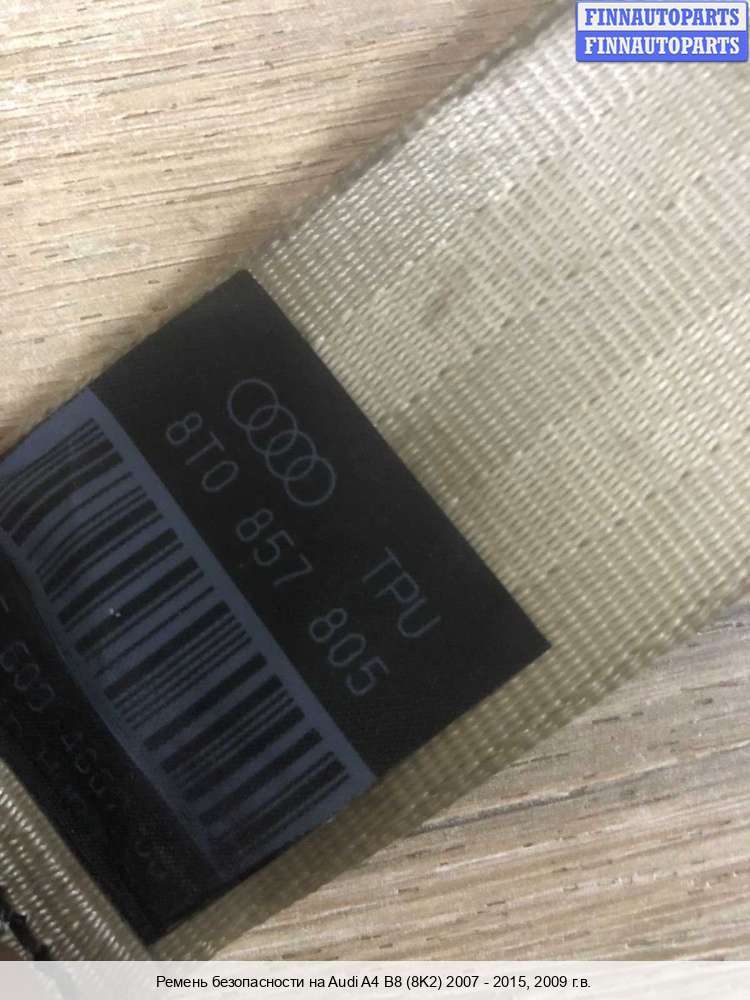 FINNAUTOPARTS
FINNAUTOPARTS
TPU
8T0 857 805
Ремень безопасности на Audi A4 B8 (8K2) 2007 - 2015, 2009 г.в.